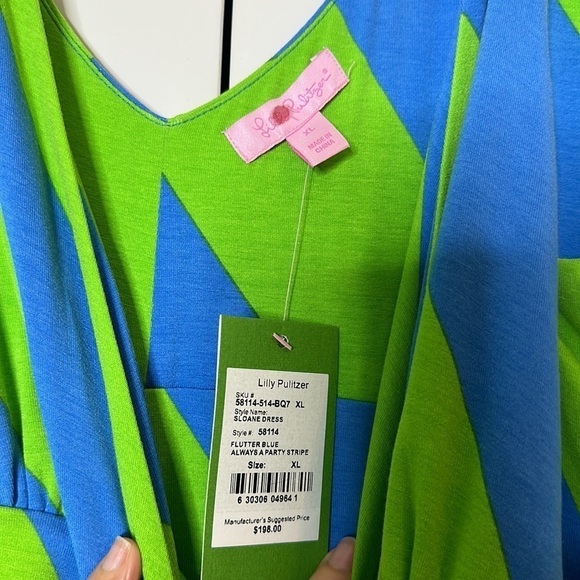 Lilly Pulitzer®
XL
MADE IN
CHINA
Lilly Pulitzer
SKU #
58114-514-BQ7 XL
Style Name:
SLOANE DRESS
Style #: 58114
FLUTTER BLUE
ALWAYS A PARTY STRIPE
Size: XL
6 30306 04964 1
Manufacturer's Suggested Price
$198.00